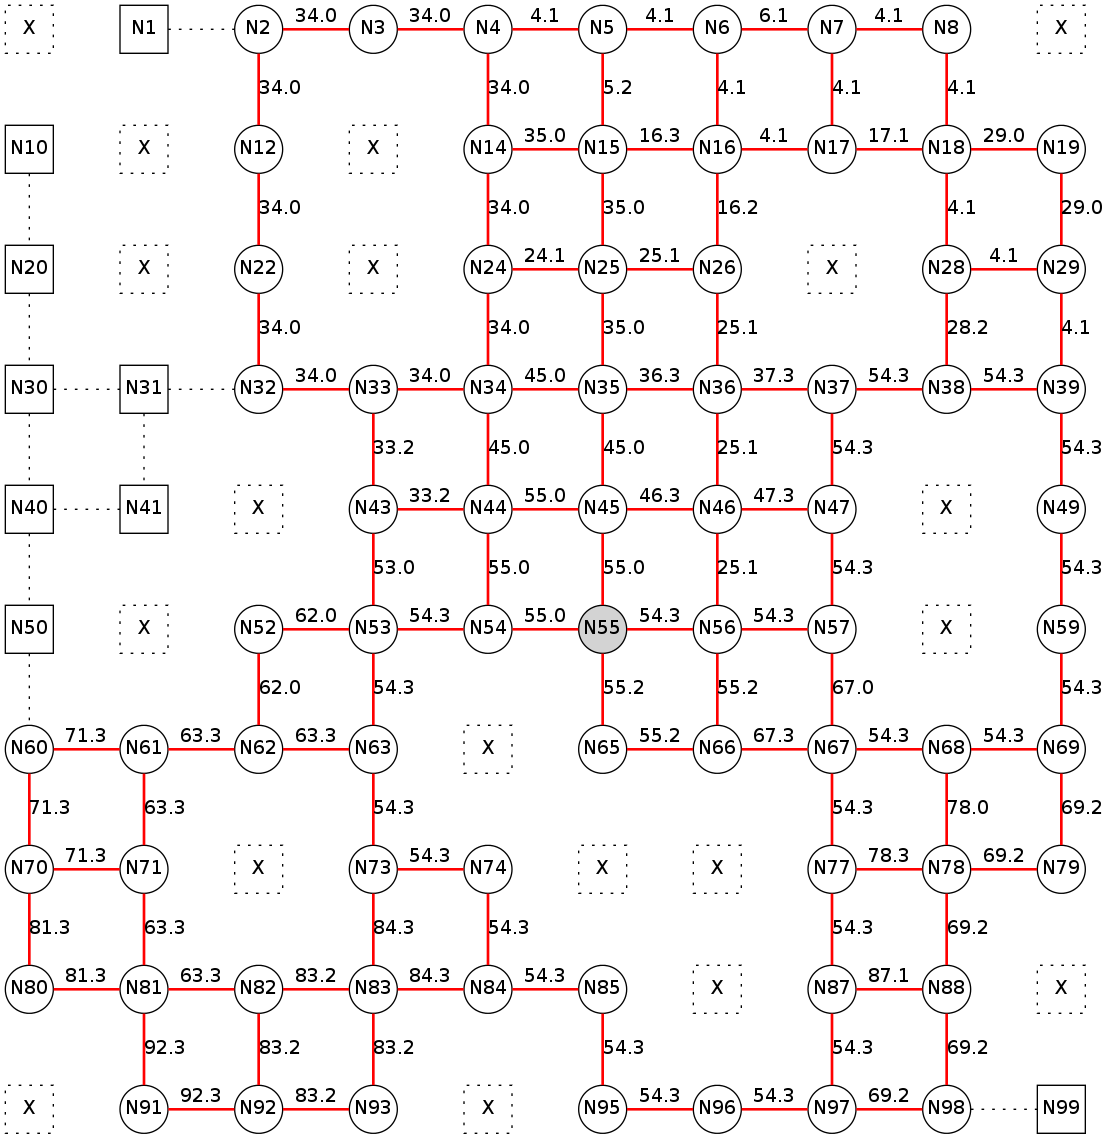 X N1 N2 34.0 N3 34.0 N4 4.1 N5 4.1 N6 6.1 N7 4.1 N8 X
34.0 34.0 5.2 4.1 4.1 4.1
N10 X N12 X N14 35.0 N15 16.3 N16 4.1 N17 17.1 N18 29.0 N19
34.0 34.0 35.0 16.2 4.1 29.0
N20 X N22 X N24 24.1 N25 25.1 N26 X N28 4.1 N29
34.0 34.0 35.0 25.1 28.2 4.1
N30 N31 N32 34.0 N33 34.0 N34 45.0 N35 36.3 N36 37.3 N37 54.3 N38 54.3 N39
33.2 45.0 45.0 25.1 54.3 54.3
N40 N41 X N43 33.2 N44 55.0 N45 46.3 N46 47.3 N47 X N49
53.0 55.0 55.0 25.1 54.3 54.3
N50 X N52 62.0 N53 54.3 N54 55.0 N55 54.3 N56 54.3 N57 X N59
62.0 54.3 55.2 55.2 67.0 54.3
N60 71.3 N61 63.3 N62 63.3 N63 X N65 55.2 N66 67.3 N67 54.3 N68 54.3 N69
71.3 63.3 54.3 54.3 78.0 69.2
N70 71.3 N71 X N73 54.3 N74 X X N77 78.3 N78 69.2 N79
81.3 63.3 84.3 54.3 54.3 69.2
N80 81.3 N81 63.3 N82 83.2 N83 84.3 N84 54.3 N85 X N87 87.1 N88 X
92.3 83.2 83.2 54.3 54.3 69.2
X N91 92.3 N92 83.2 N93 X N95 54.3 N96 54.3 N97 69.2 N98 N99